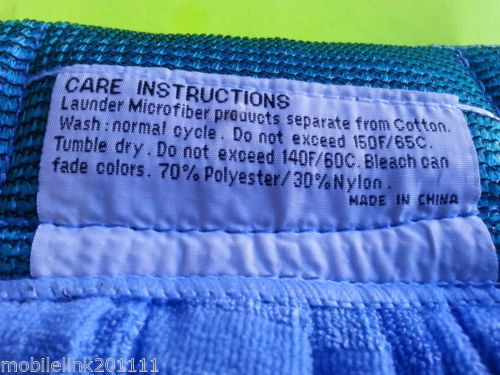 CARE INSTRUCTIONS
Launder Microfiber products separate from Cotton.
Wash : normal cycle. Do not exceed 150F/65C.
Tumble dry. Do not exceed 140F/60C. Bleach can
fade colors. 70% Polyester/30% Nylon.
MADE IN CHINA
mobilelink201111